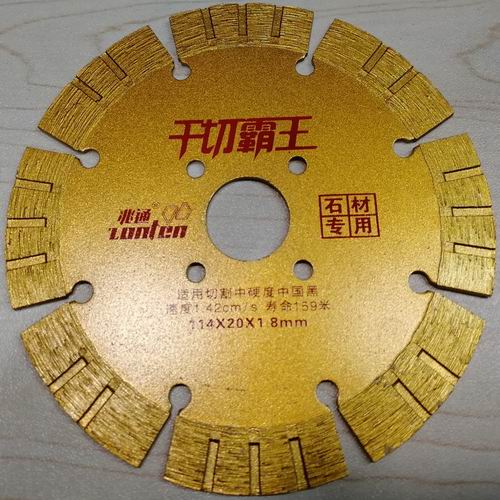 干切霸王
兆通®
zonten
石材
专用
适用切割中硬度中国黑
速度1.42cm/s 寿命159米
114X20X1.8mm